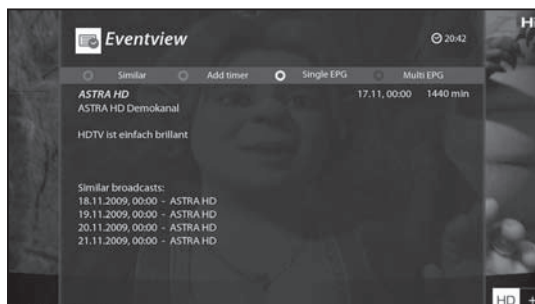 Eventview
20:42
Similar Add timer Single EPG Multi EPG
ASTRA HD 17.11, 00:00 1440 min
ASTRA HD Demokanal
HDTV ist einfach brillant
Similar broadcasts:
18.11.2009, 00:00 - ASTRA HD
19.11.2009, 00:00 - ASTRA HD
20.11.2009, 00:00 - ASTRA HD
21.11.2009, 00:00 - ASTRA HD
HD +